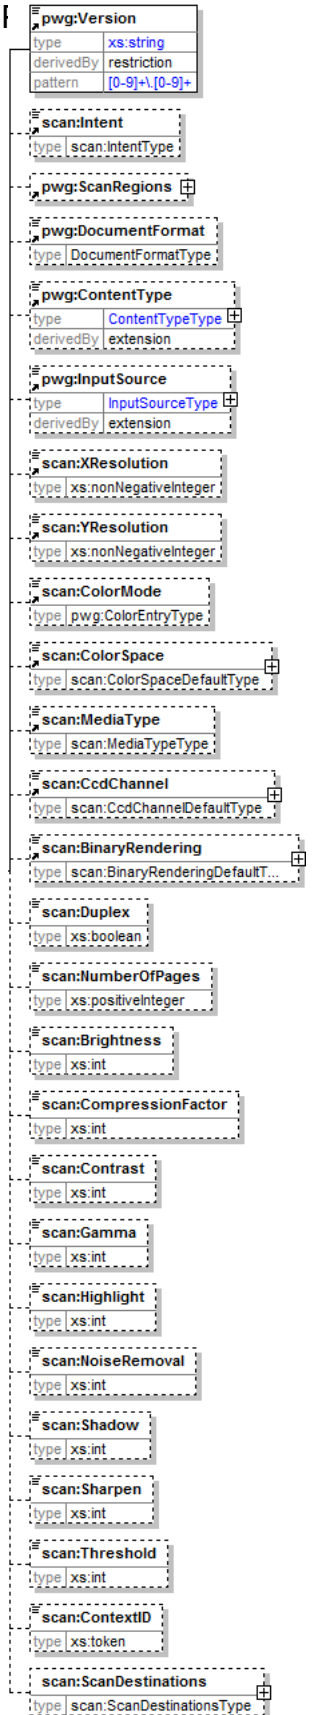 pwg:Version
type xs:string
derivedBy restriction
pattern [0-9]+\.[0-9]+
scan:Intent
type scan:IntentType
pwg:ScanRegions
pwg:DocumentFormat
type DocumentFormatType
pwg:ContentType
type ContentTypeType
derivedBy extension
pwg:InputSource
type InputSourceType
derivedBy extension
scan:XResolution
type xs:nonNegativeInteger
scan:YResolution
type xs:nonNegativeInteger
scan:ColorMode
type pwg:ColorEntryType
scan:ColorSpace
type scan:ColorSpaceDefaultType
scan:MediaType
type scan:MediaTypeType
scan:CcdChannel
type scan:CcdChannelDefaultType
scan:BinaryRendering
type scan:BinaryRenderingDefaultT...
scan:Duplex
type xs:boolean
scan:NumberOfPages
type xs:positiveInteger
scan:Brightness
type xs:int
scan:CompressionFactor
type xs:int
scan:Contrast
type xs:int
scan:Gamma
type xs:int
scan:Highlight
type xs:int
scan:NoiseRemoval
type xs:int
scan:Shadow
type xs:int
scan:Sharpen
type xs:int
scan:Threshold
type xs:int
scan:ContextID
type xs:token
scan:ScanDestinations
type scan:ScanDestinationsType